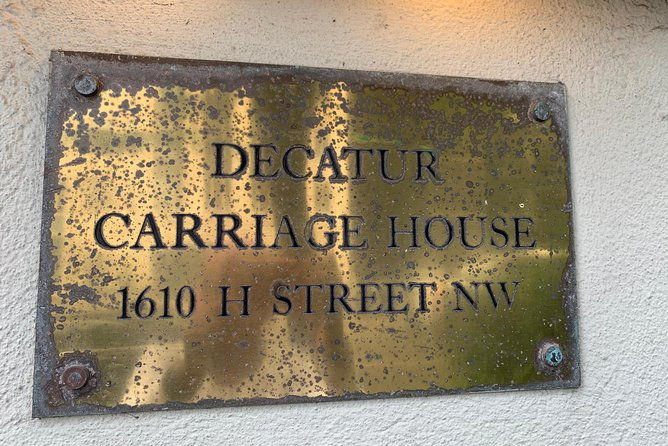 DECATUR
CARRIAGE HOUSE
1610 H STREET NW